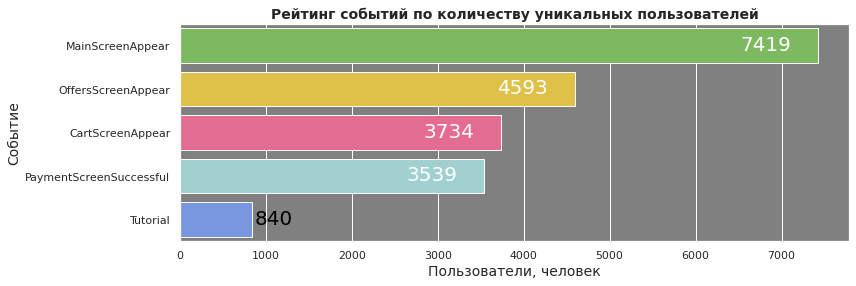 Рейтинг событий по количеству уникальных пользователей
Событие
MainScreenAppear 7419
OffersScreenAppear 4593
CartScreenAppear 3734
PaymentScreenSuccessful 3539
Tutorial 840
0 1000 2000 3000 4000 5000 6000 7000
Пользователи, человек